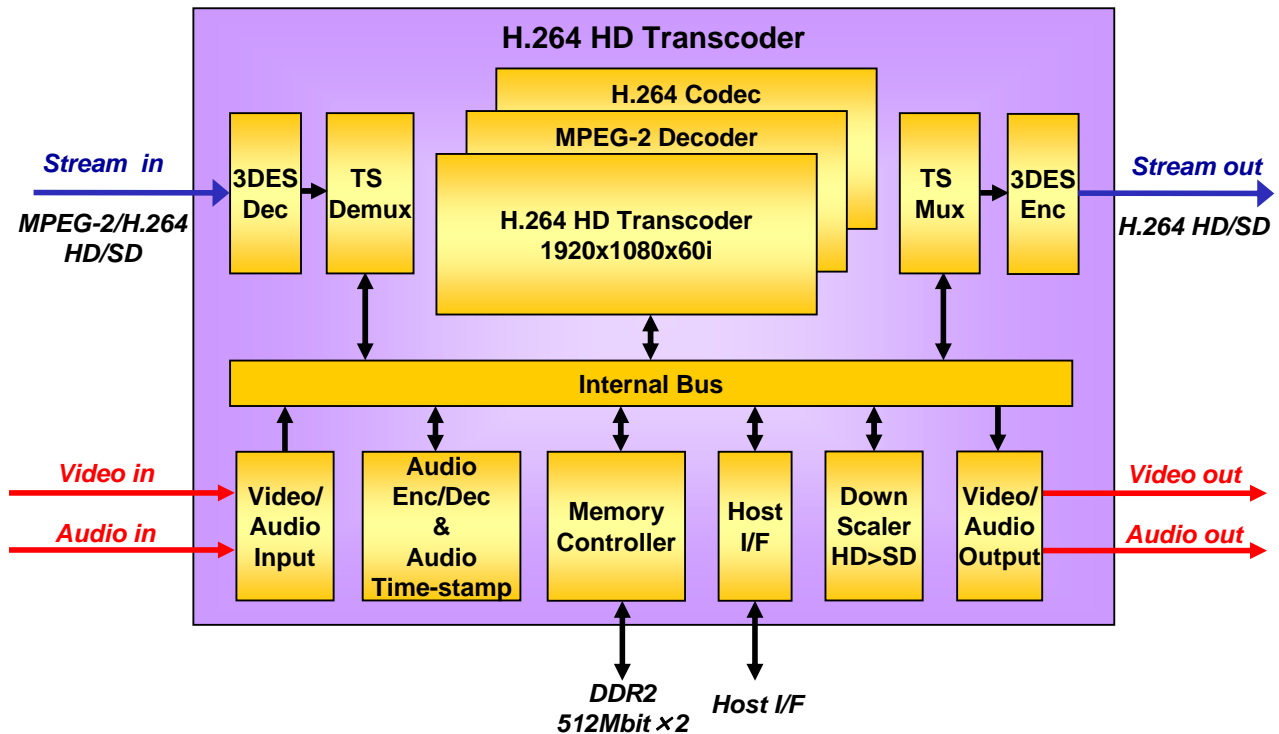 H.264 HD Transcoder
H.264 Codec
MPEG-2 Decoder
H.264 HD Transcoder
1920x1080x60i
Stream in
MPEG-2/H.264
HD/SD
3DES
Dec
TS
Demux
TS
Mux
3DES
Enc
Stream out
H.264 HD/SD
Internal Bus
Video in
Audio in
Video/
Audio
Input
Audio
Enc/Dec
&
Audio
Time-stamp
Memory
Controller
Host
I/F
Down
Scaler
HD>SD
Video/
Audio
Output
Video out
Audio out
DDR2
512Mbit×2
Host I/F